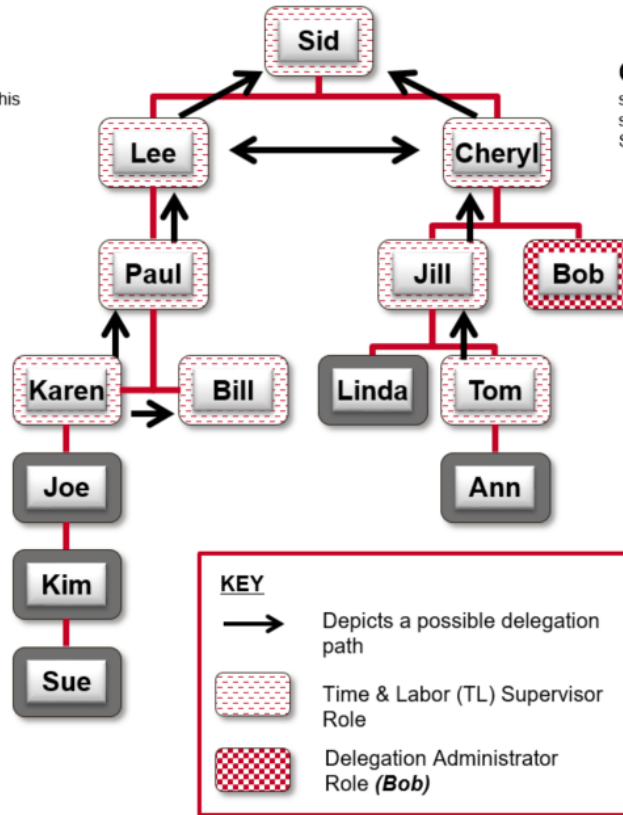 Sid
his
s
s
S
Lee
Cheryl
Paul
Jill
Bob
Karen
Bill
Linda
Tom
Joe
Ann
Kim
Sue
KEY
Depicts a possible delegation
path
Time & Labor (TL) Supervisor
Role
Delegation Administrator
Role (Bob)